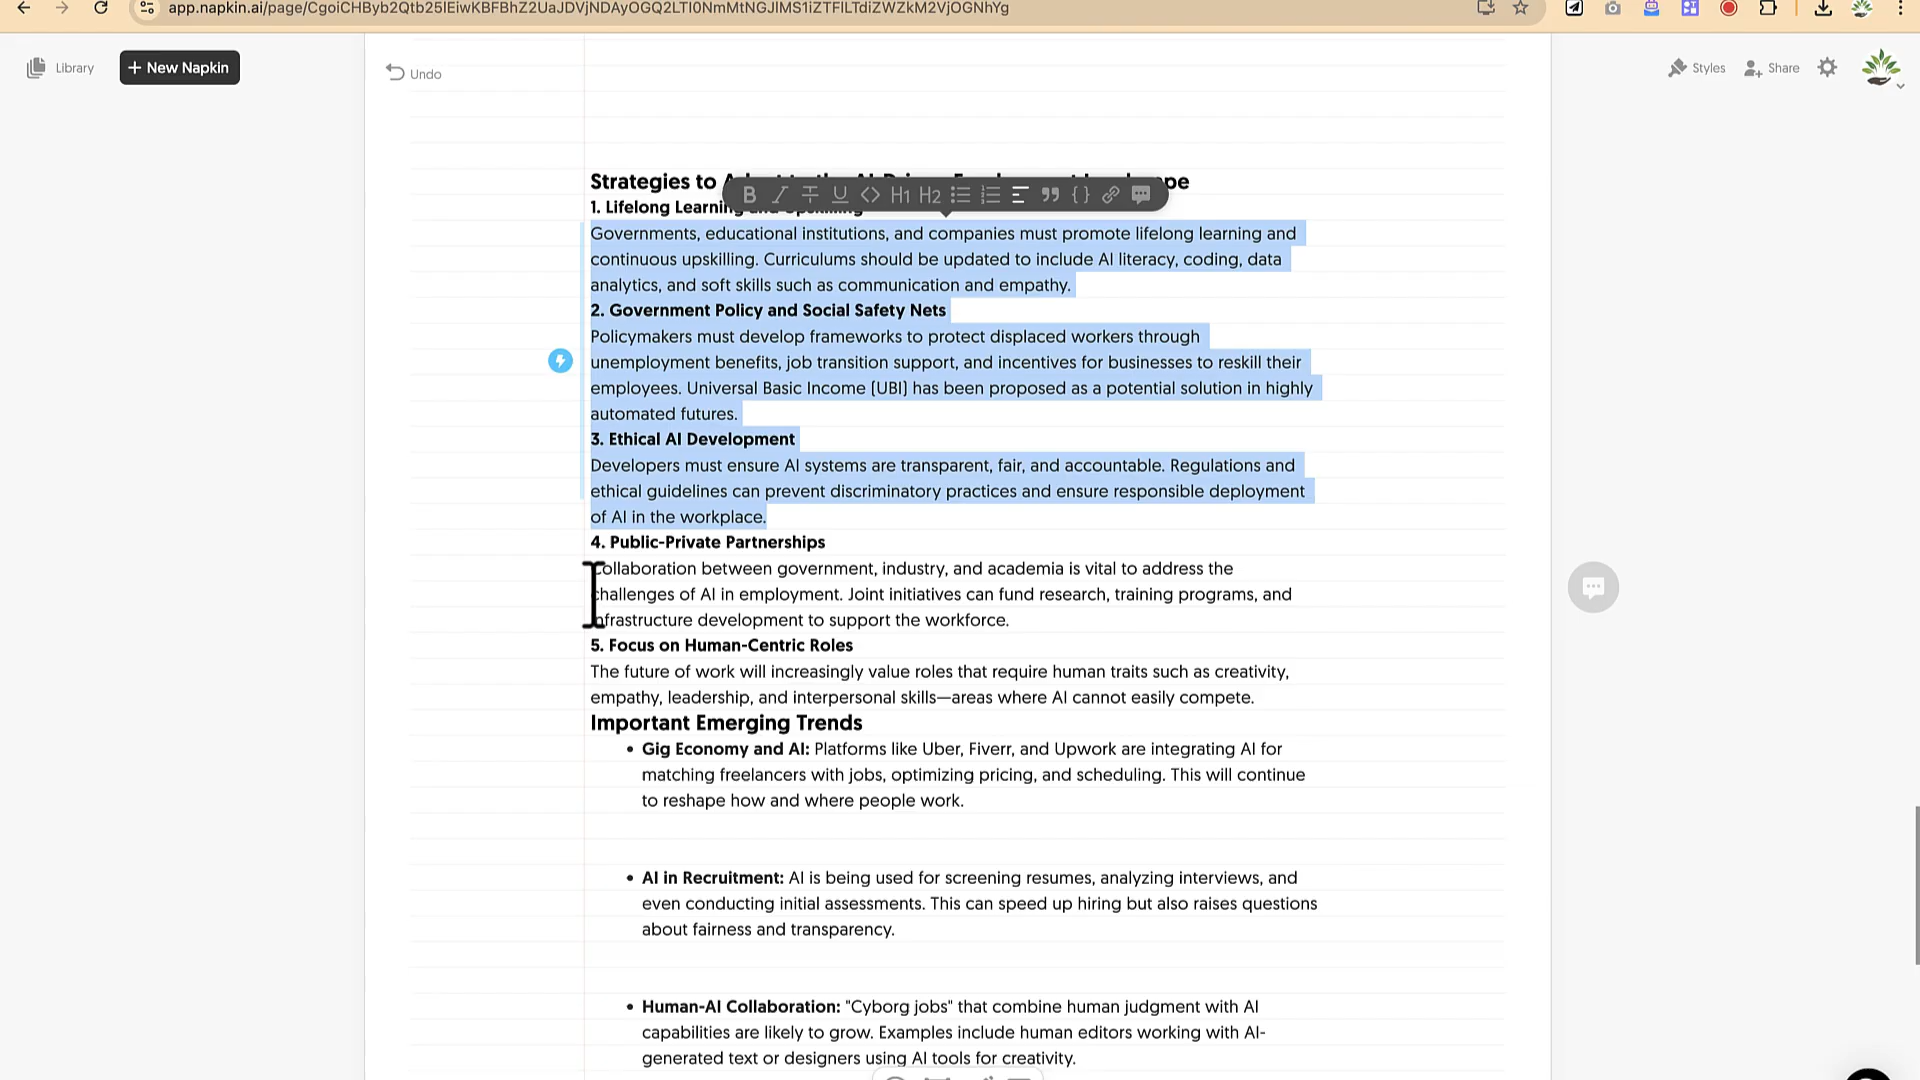 app.napkin.ai/page/CgoiCHByb2Qtb25lEiwKBFBhZ2UaJDVjNDAyOGQ2LTI0NmMtNGJlMS1iZTFlLTdiZWZkM2VjOGNhYg
Library
+ New Napkin
Undo
Styles
Share
Strategies to
pe
1. Lifelong Learning and Upskilling
B I T U <> H1 H2
Governments, educational institutions, and companies must promote lifelong learning and
continuous upskilling. Curriculums should be updated to include AI literacy, coding, data
analytics, and soft skills such as communication and empathy.
2. Government Policy and Social Safety Nets
Policymakers must develop frameworks to protect displaced workers through
unemployment benefits, job transition support, and incentives for businesses to reskill their
employees. Universal Basic Income (UBI) has been proposed as a potential solution in highly
automated futures.
3. Ethical AI Development
Developers must ensure AI systems are transparent, fair, and accountable. Regulations and
ethical guidelines can prevent discriminatory practices and ensure responsible deployment
of AI in the workplace.
4. Public-Private Partnerships
Collaboration between government, industry, and academia is vital to address the
challenges of AI in employment. Joint initiatives can fund research, training programs, and
infrastructure development to support the workforce.
5. Focus on Human-Centric Roles
The future of work will increasingly value roles that require human traits such as creativity,
empathy, leadership, and interpersonal skills—areas where AI cannot easily compete.
Important Emerging Trends
• Gig Economy and AI: Platforms like Uber, Fiverr, and Upwork are integrating AI for
matching freelancers with jobs, optimizing pricing, and scheduling. This will continue
to reshape how and where people work.
• AI in Recruitment: AI is being used for screening resumes, analyzing interviews, and
even conducting initial assessments. This can speed up hiring but also raises questions
about fairness and transparency.
• Human-AI Collaboration: "Cyborg jobs" that combine human judgment with AI
capabilities are likely to grow. Examples include human editors working with AI-
generated text or designers using AI tools for creativity.